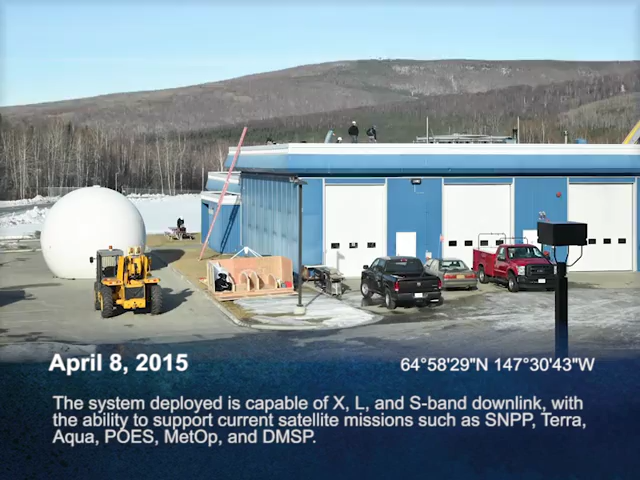 April 8, 2015
64°58'29"N 147°30'43"W
The system deployed is capable of X, L, and S-band downlink, with
the ability to support current satellite missions such as SNPP, Terra,
Aqua, POES, MetOp, and DMSP.